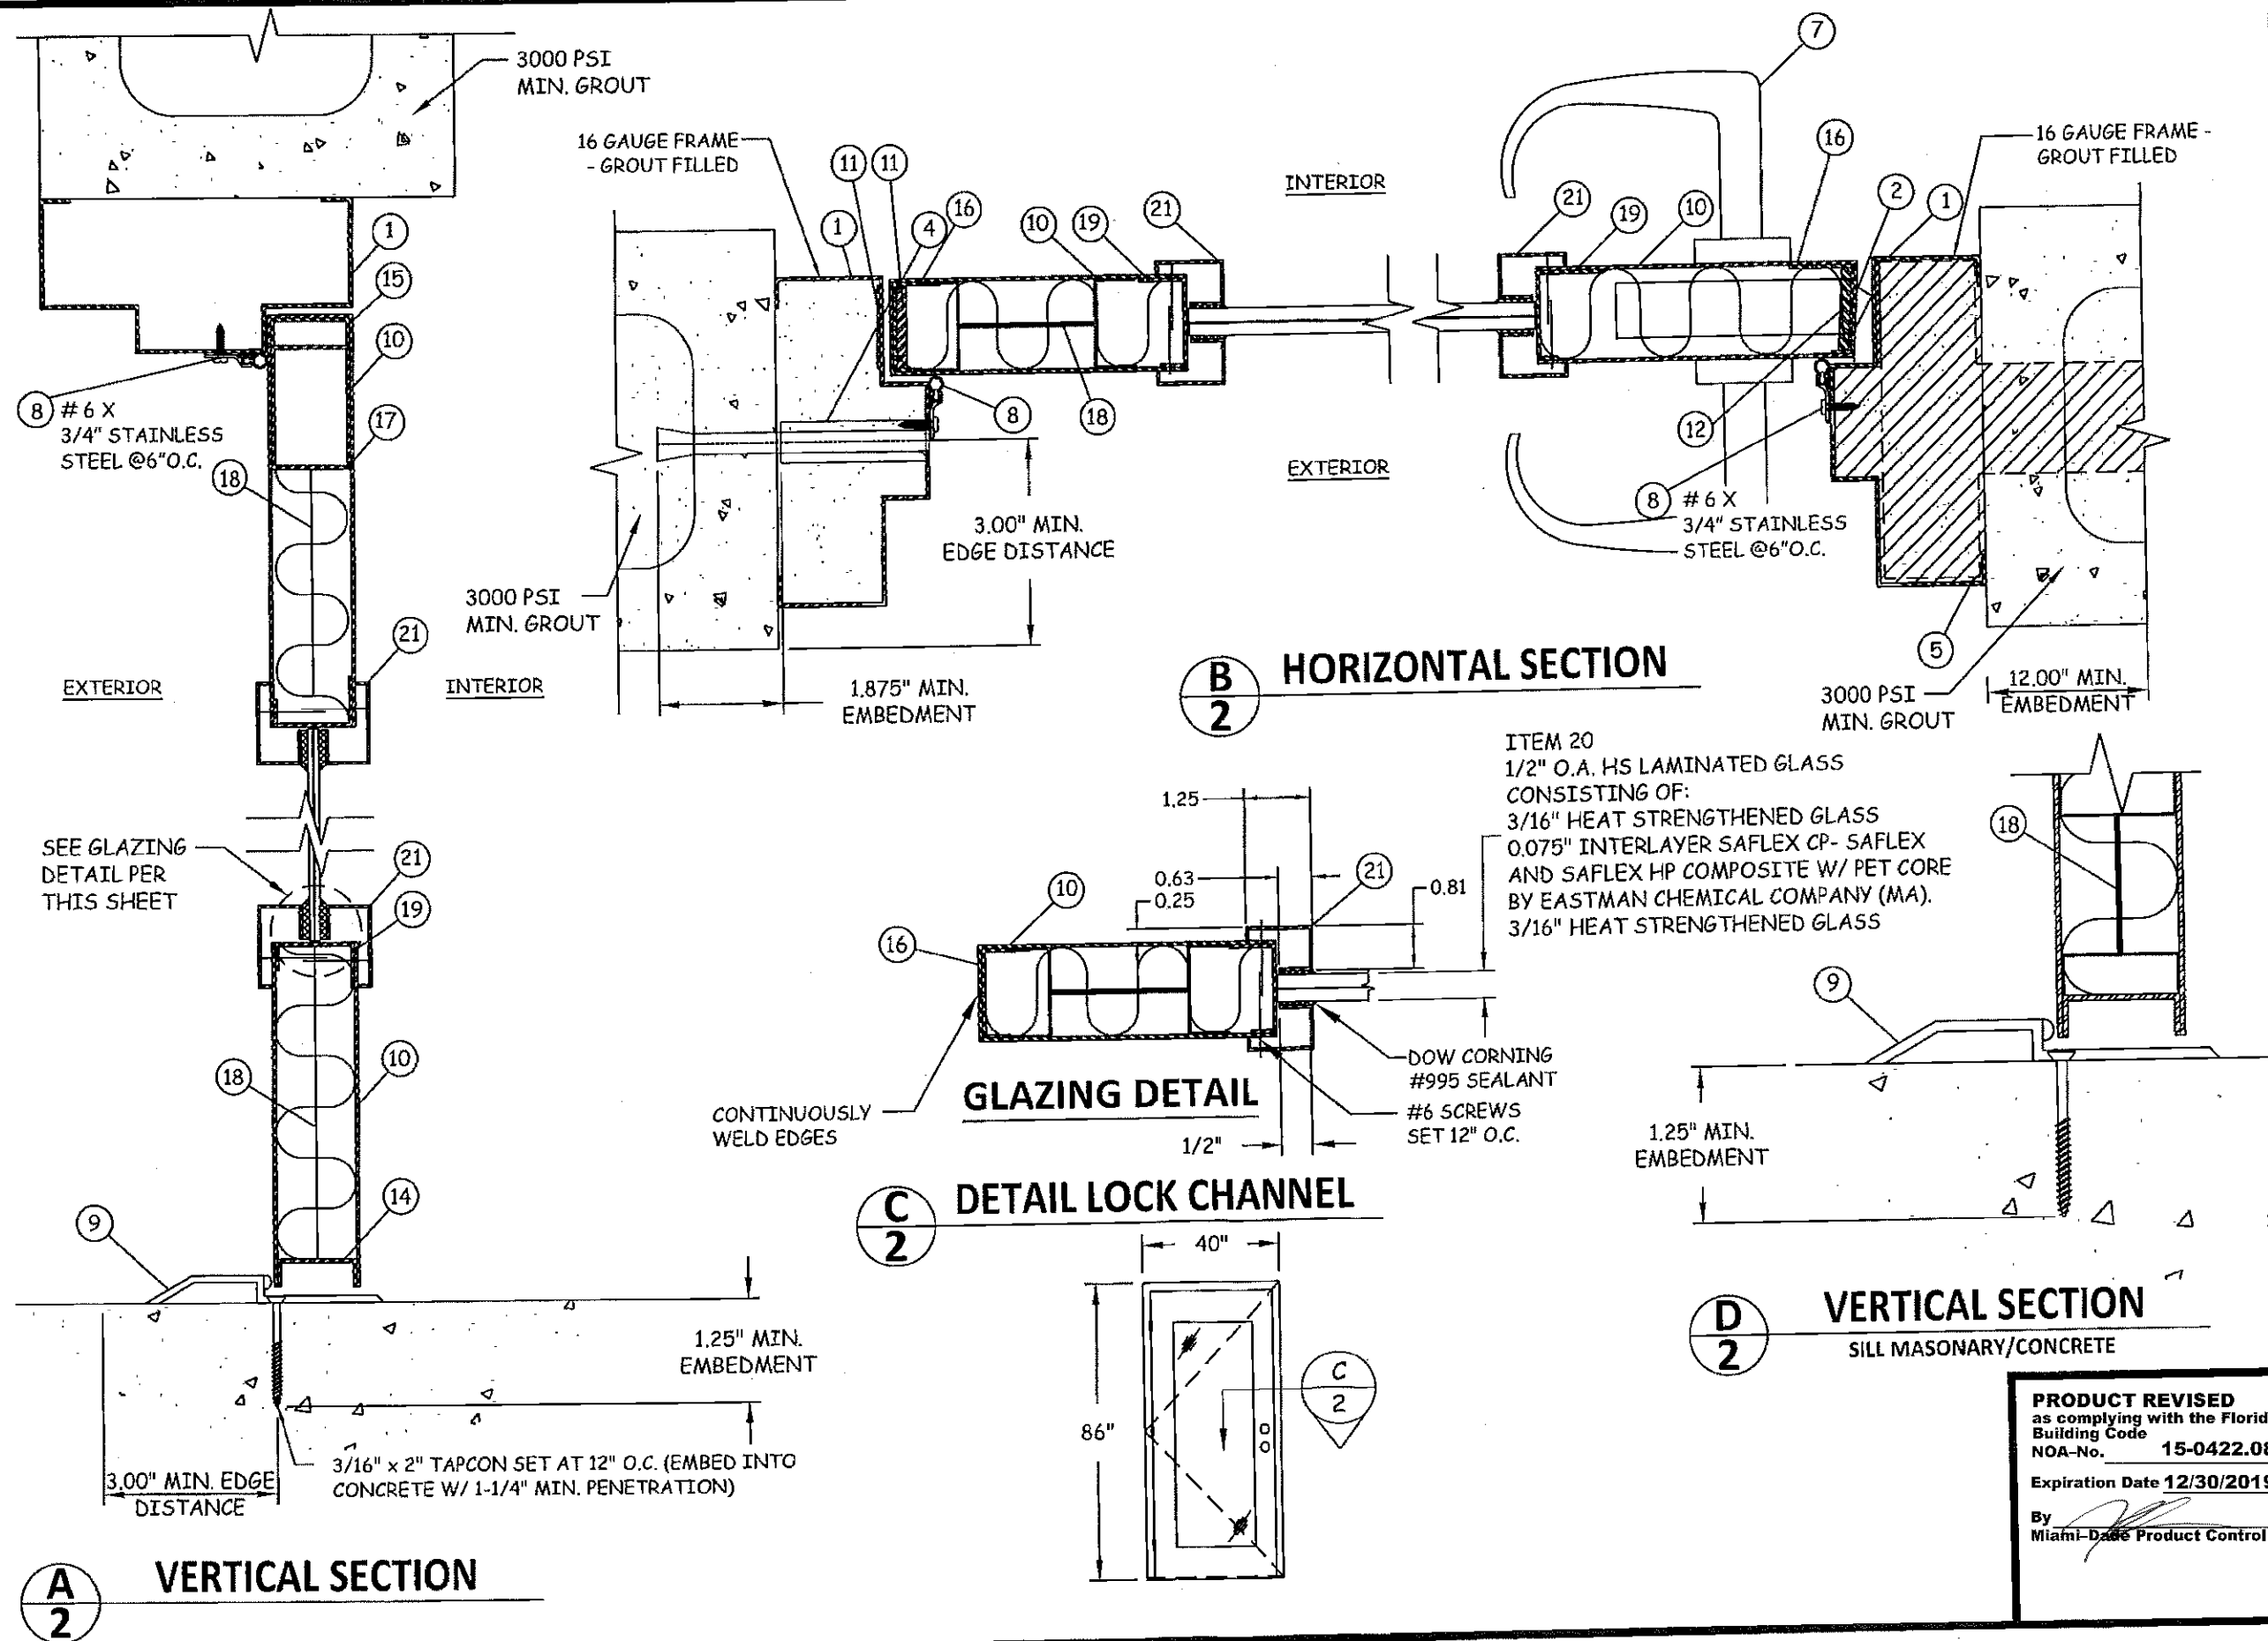 3000 PSI
MIN. GROUT
1
15
10
8
# 6 X
3/4" STAINLESS
STEEL @6"O.C.
17
18
21
EXTERIOR
INTERIOR
SEE GLAZING
DETAIL PER
THIS SHEET
21
19
10
18
14
9
1.25" MIN.
EMBEDMENT
3.00" MIN. EDGE
DISTANCE
3/16" x 2" TAPCON SET AT 12" O.C. (EMBED INTO
CONCRETE W/ 1-1/4" MIN. PENETRATION)
A
2
VERTICAL SECTION
16 GAUGE FRAME
- GROUT FILLED
11
11
1
4
16
10
19
21
INTERIOR
7
16
16 GAUGE FRAME -
GROUT FILLED
21
19
10
2
1
8
18
12
EXTERIOR
8
# 6 X
3/4" STAINLESS
STEEL @6"O.C.
3.00" MIN.
EDGE DISTANCE
3000 PSI
MIN. GROUT
1.875" MIN.
EMBEDMENT
5
3000 PSI
MIN. GROUT
12.00" MIN.
EMBEDMENT
B
2
HORIZONTAL SECTION
ITEM 20
1/2" O.A. HS LAMINATED GLASS
CONSISTING OF:
3/16" HEAT STRENGTHENED GLASS
0.075" INTERLAYER SAFLEX CP- SAFLEX
AND SAFLEX HP COMPOSITE W/ PET CORE
BY EASTMAN CHEMICAL COMPANY (MA).
3/16" HEAT STRENGTHENED GLASS
1.25
0.63
0.25
21
0.81
10
16
DOW CORNING
#995 SEALANT
#6 SCREWS
SET 12" O.C.
CONTINUOUSLY
WELD EDGES
GLAZING DETAIL
1/2"
C
2
DETAIL LOCK CHANNEL
40"
86"
C
2
18
9
1.25" MIN.
EMBEDMENT
D
2
VERTICAL SECTION
SILL MASONARY/CONCRETE
PRODUCT REVISED
as complying with the Florid
Building Code
NOA-No. 15-0422.08
Expiration Date 12/30/2019
By
Miami-Dade Product Control